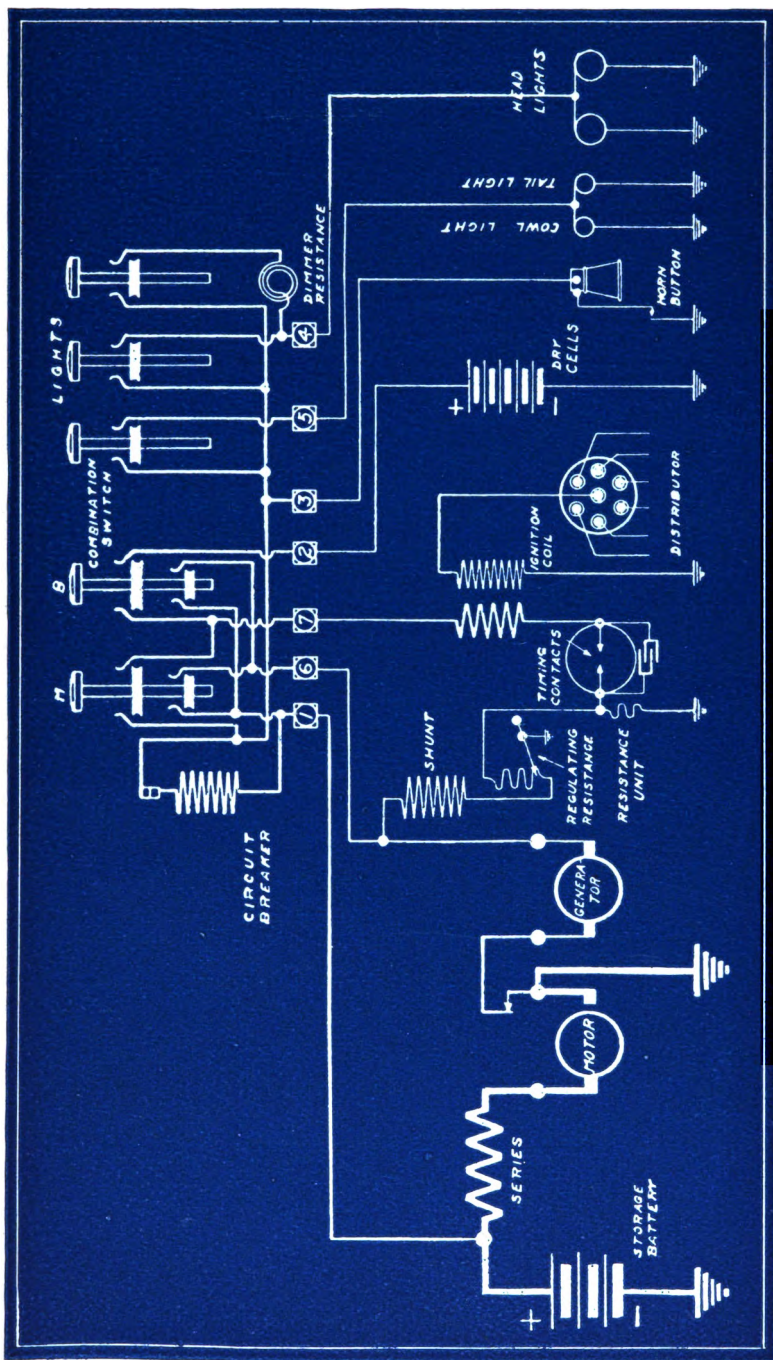 M
B
LIGHTS
COMBINATION
SWITCH
CIRCUIT
BREAKER
1
6
7
2
3
5
4
DIMMER
RESISTANCE
SHUNT
SERIES
+
-
STORAGE
BATTERY
MOTOR
GENERA-
TOR
REGULATING
RESISTANCE
RESISTANCE
UNIT
TIMING
CONTACTS
IGNITION
COIL
DISTRIBUTOR
+
-
DRY
CELLS
HORN
BUTTON
COWL LIGHT
TAIL LIGHT
HEAD
LIGHTS